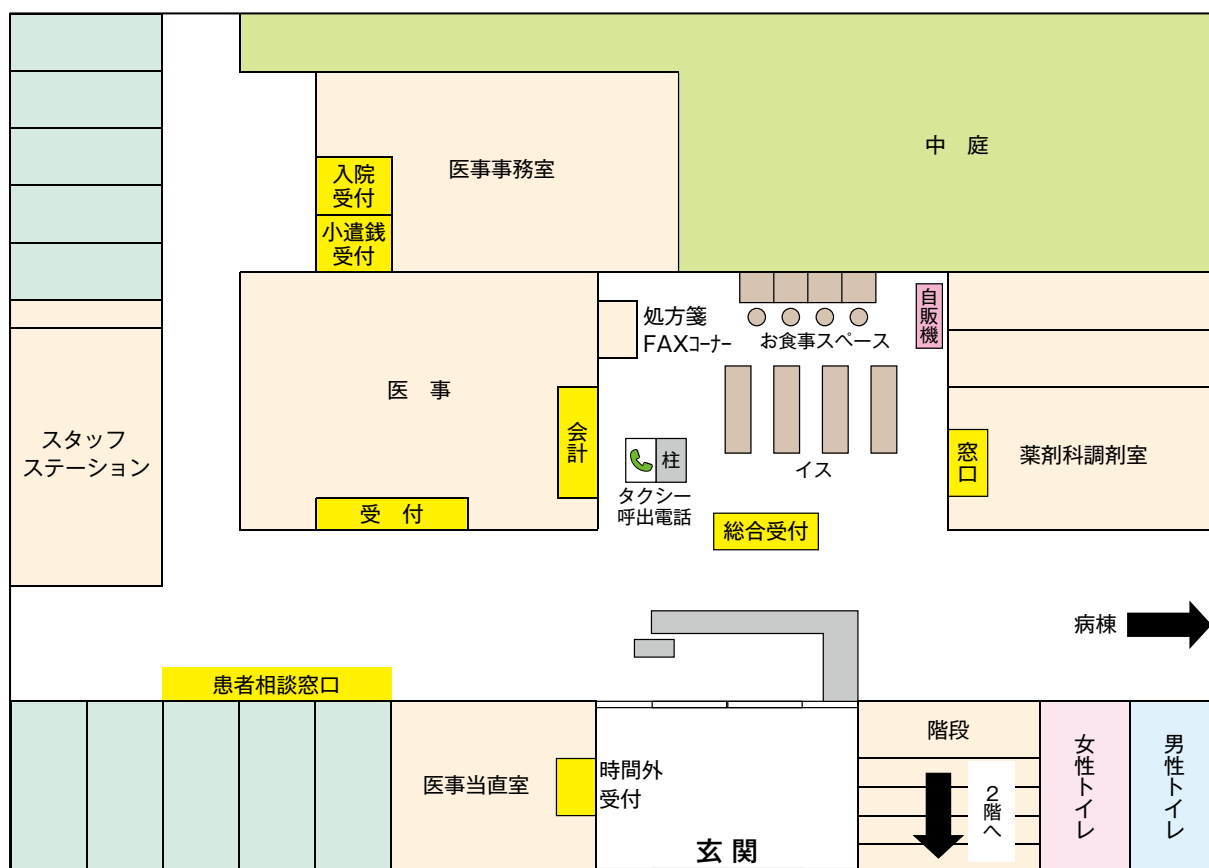 中 庭
医事事務室
入院
受付
小遣銭
受付
処方箋
FAXコーナー
お食事スペース
自販機
医 事
会計
受 付
スタッフ
ステーション
柱
タクシー
呼出電話
イス
総合受付
窓口
薬剤科調剤室
病棟
患者相談窓口
医事当直室
時間外
受付
玄関
階段
2階へ
女性トイレ
男性トイレ